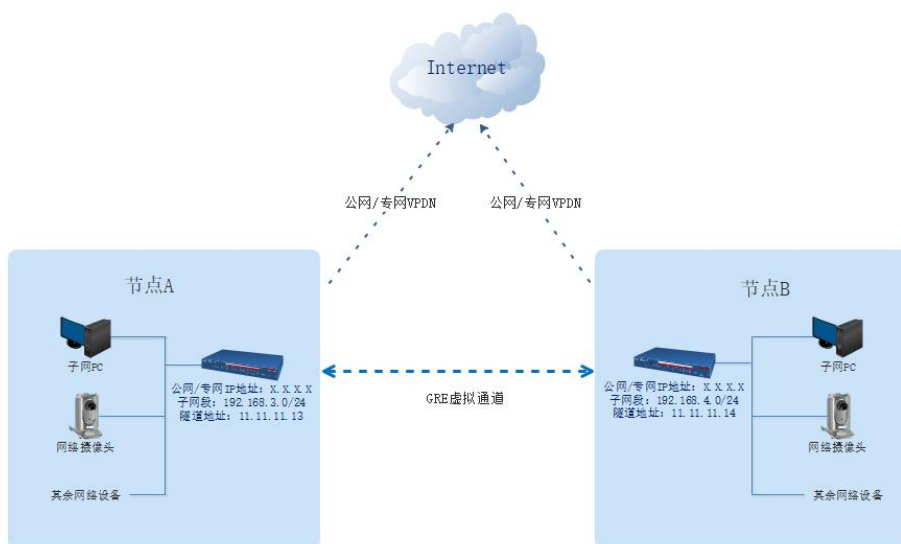 Internet
公网/专网VPDN
公网/专网VPDN
节点A
子网PC
公网/专网IP地址: X.X.X.X
子网段: 192.168.3.0/24
隧道地址: 11.11.11.13
网络摄像头
其余网络设备
GRE虚拟通道
节点B
公网/专网IP地址: X.X.X.X
子网段: 192.168.4.0/24
隧道地址: 11.11.11.14
子网PC
网络摄像头
其余网络设备